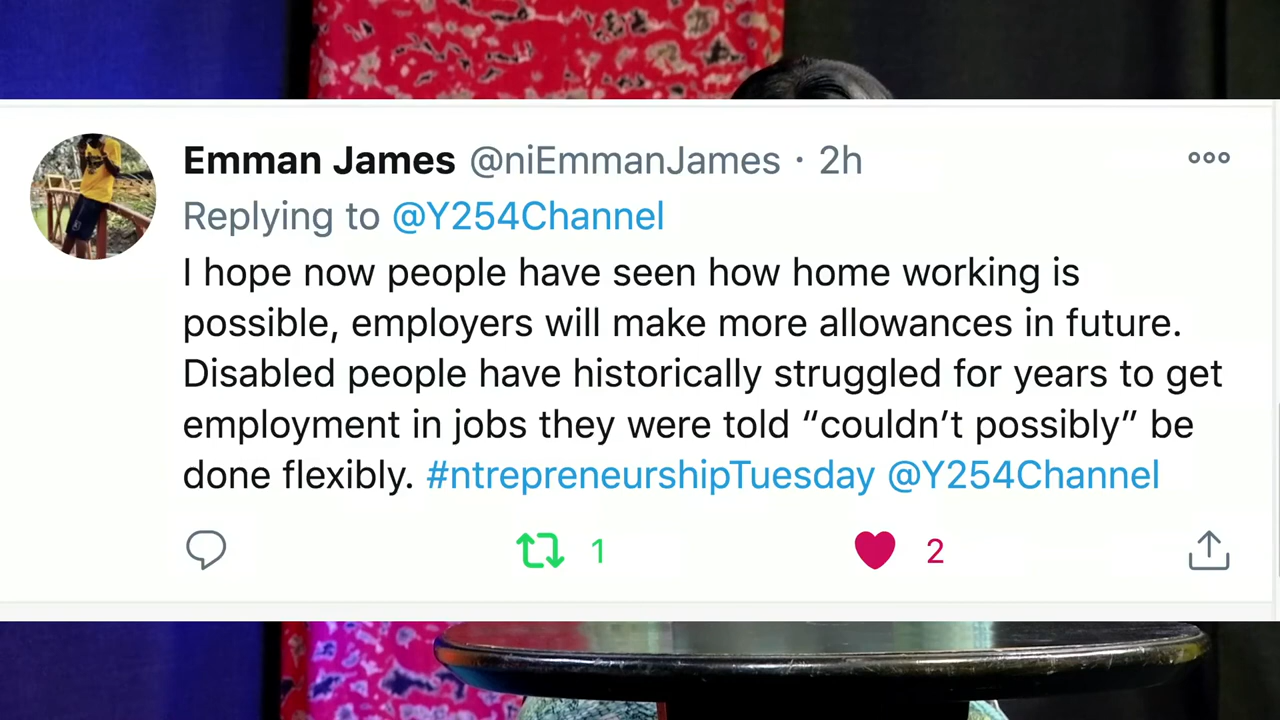 Emman James @niEmmanJames · 2h
Replying to @Y254Channel
I hope now people have seen how home working is
possible, employers will make more allowances in future.
Disabled people have historically struggled for years to get
employment in jobs they were told “couldn’t possibly” be
done flexibly. #ntrepreneurshipTuesday @Y254Channel
1
2